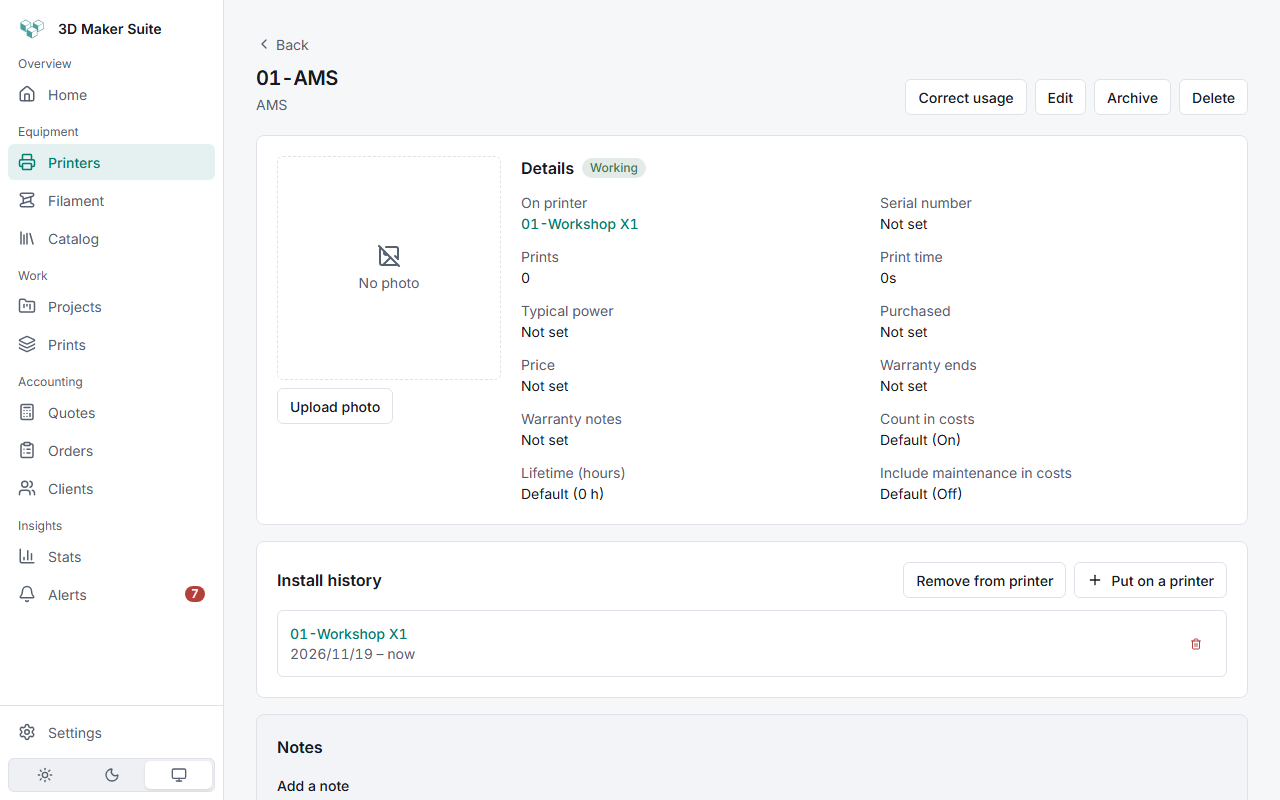 3D Maker Suite
Overview
Home
Equipment
Printers
Filament
Catalog
Work
Projects
Prints
Accounting
Quotes
Orders
Clients
Insights
Stats
Alerts 7
Settings
Back
01-AMS
AMS
Correct usage Edit Archive Delete
No photo
Upload photo
Details Working
On printer
01-Workshop X1
Serial number
Not set
Prints
0
Print time
0s
Typical power
Not set
Purchased
Not set
Price
Not set
Warranty ends
Not set
Warranty notes
Not set
Count in costs
Default (On)
Lifetime (hours)
Default (0 h)
Include maintenance in costs
Default (Off)
Install history
Remove from printer Put on a printer
01-Workshop X1
2026/11/19 – now
Notes
Add a note